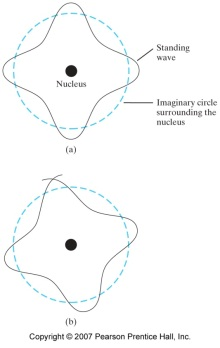 Standing
wave
Nucleus
Imaginary circle
surrounding the
nucleus
(a)
(b)
Copyright © 2007 Pearson Prentice Hall, Inc.